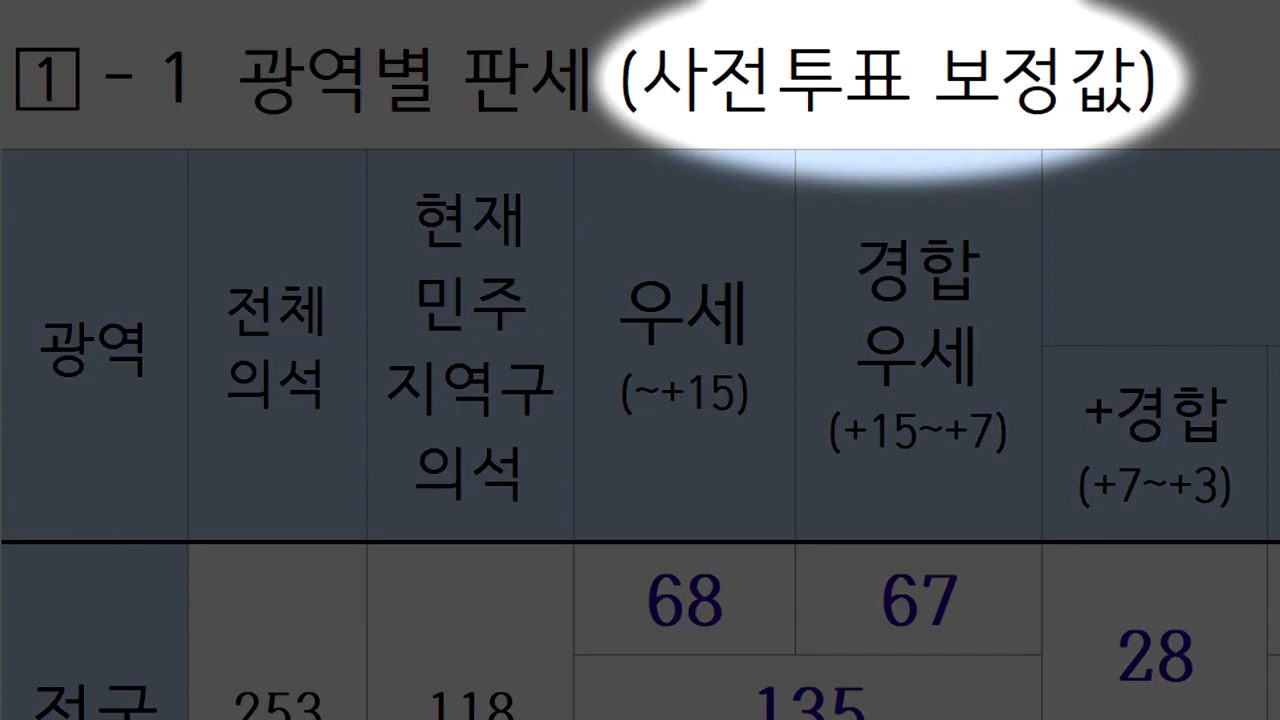 1 - 1 광역별 판세 (사전투표 보정값)
광역
전체
의석
현재
민주
지역구
의석
우세
(~+15)
경합
우세
(+15~+7)
+경합
(+7~+3)
전국
253
118
68
67
135
28